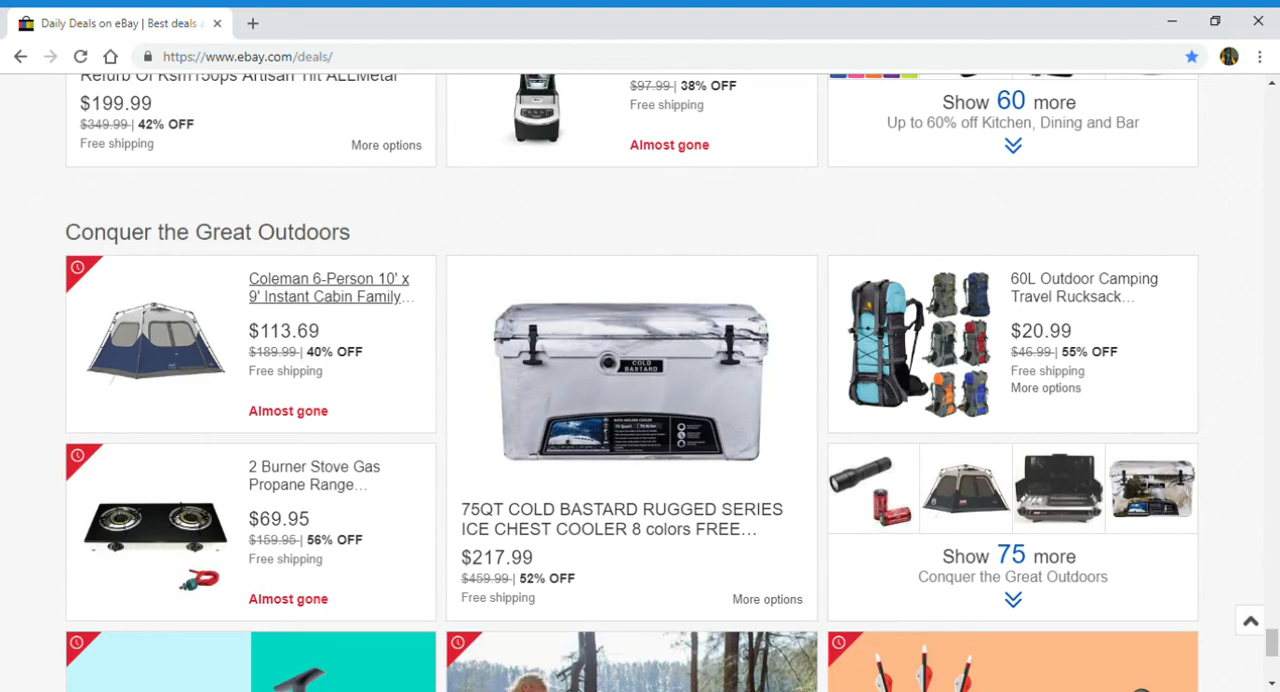 Daily Deals on eBay | Best deals a
https://www.ebay.com/deals/
Refurb Of Ksm150ps Artisan Tilt ALLMetal
$199.99
$349.99 | 42% OFF
Free shipping
More options
$97.99 | 38% OFF
Free shipping
Almost gone
Show 60 more
Up to 60% off Kitchen, Dining and Bar
Conquer the Great Outdoors
Coleman 6-Person 10' x
9' Instant Cabin Family...
$113.69
$189.99 | 40% OFF
Free shipping
Almost gone
2 Burner Stove Gas
Propane Range...
$69.95
$159.95 | 56% OFF
Free shipping
Almost gone
COLD
BASTARD
75QT COLD BASTARD RUGGED SERIES
ICE CHEST COOLER 8 colors FREE...
$217.99
$459.99 | 52% OFF
Free shipping
More options
60L Outdoor Camping
Travel Rucksack...
$20.99
$46.99 | 55% OFF
Free shipping
More options
Show 75 more
Conquer the Great Outdoors